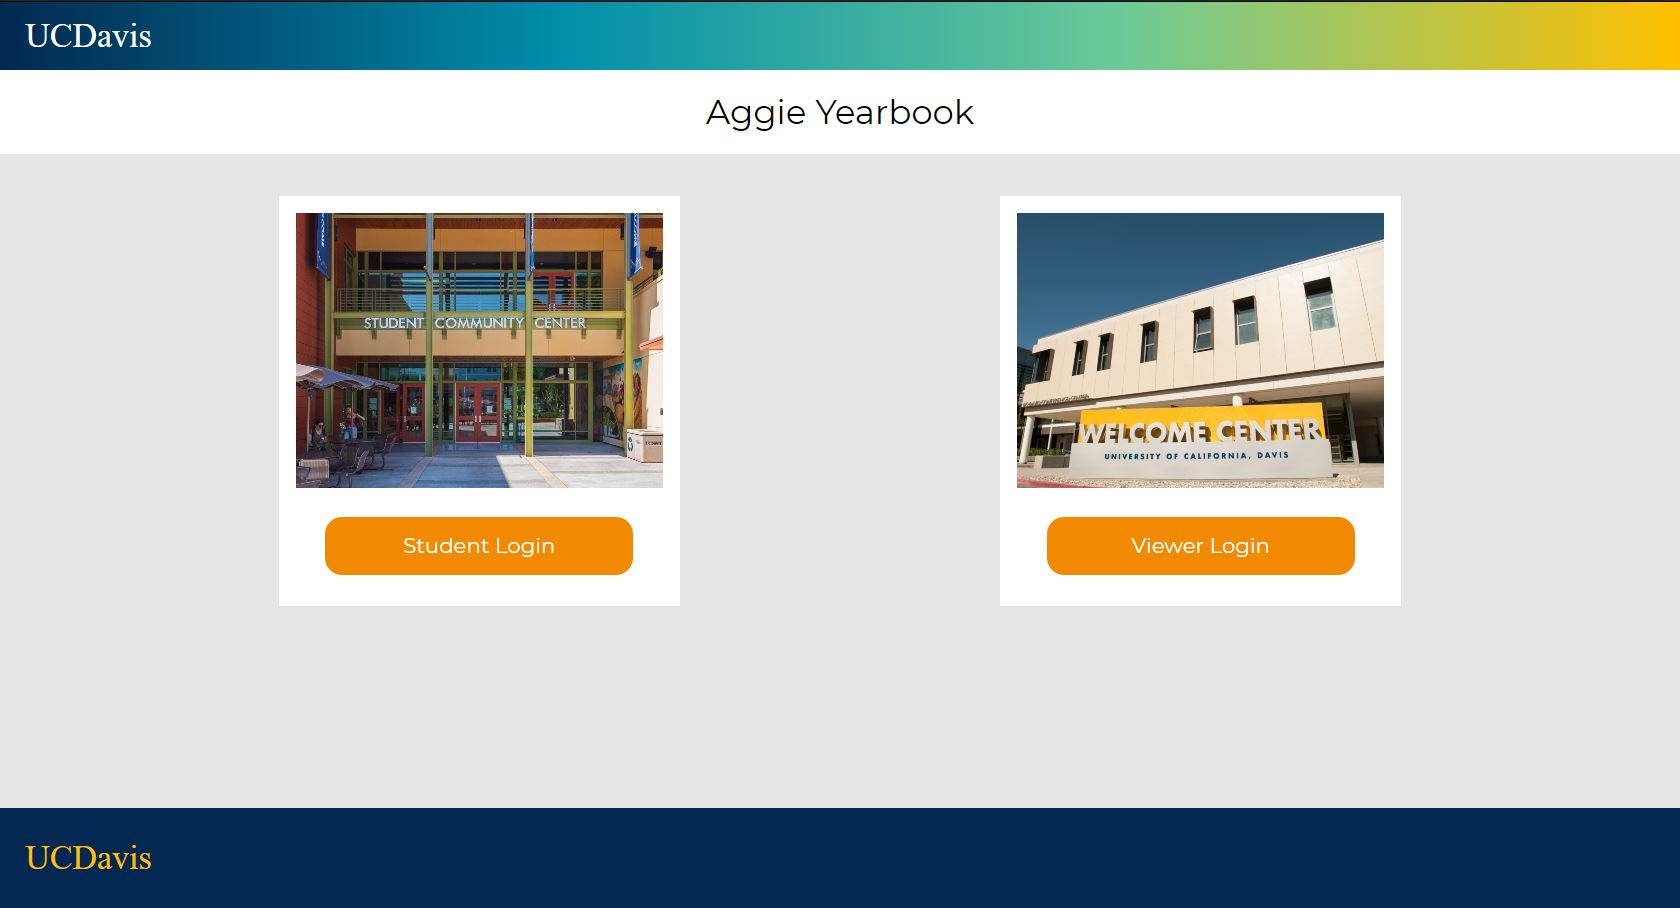 UCDavis
Aggie Yearbook
STUDENT COMMUNITY CENTER
WELCOME CENTER
UNIVERSITY OF CALIFORNIA, DAVIS
Student Login
Viewer Login
UCDavis